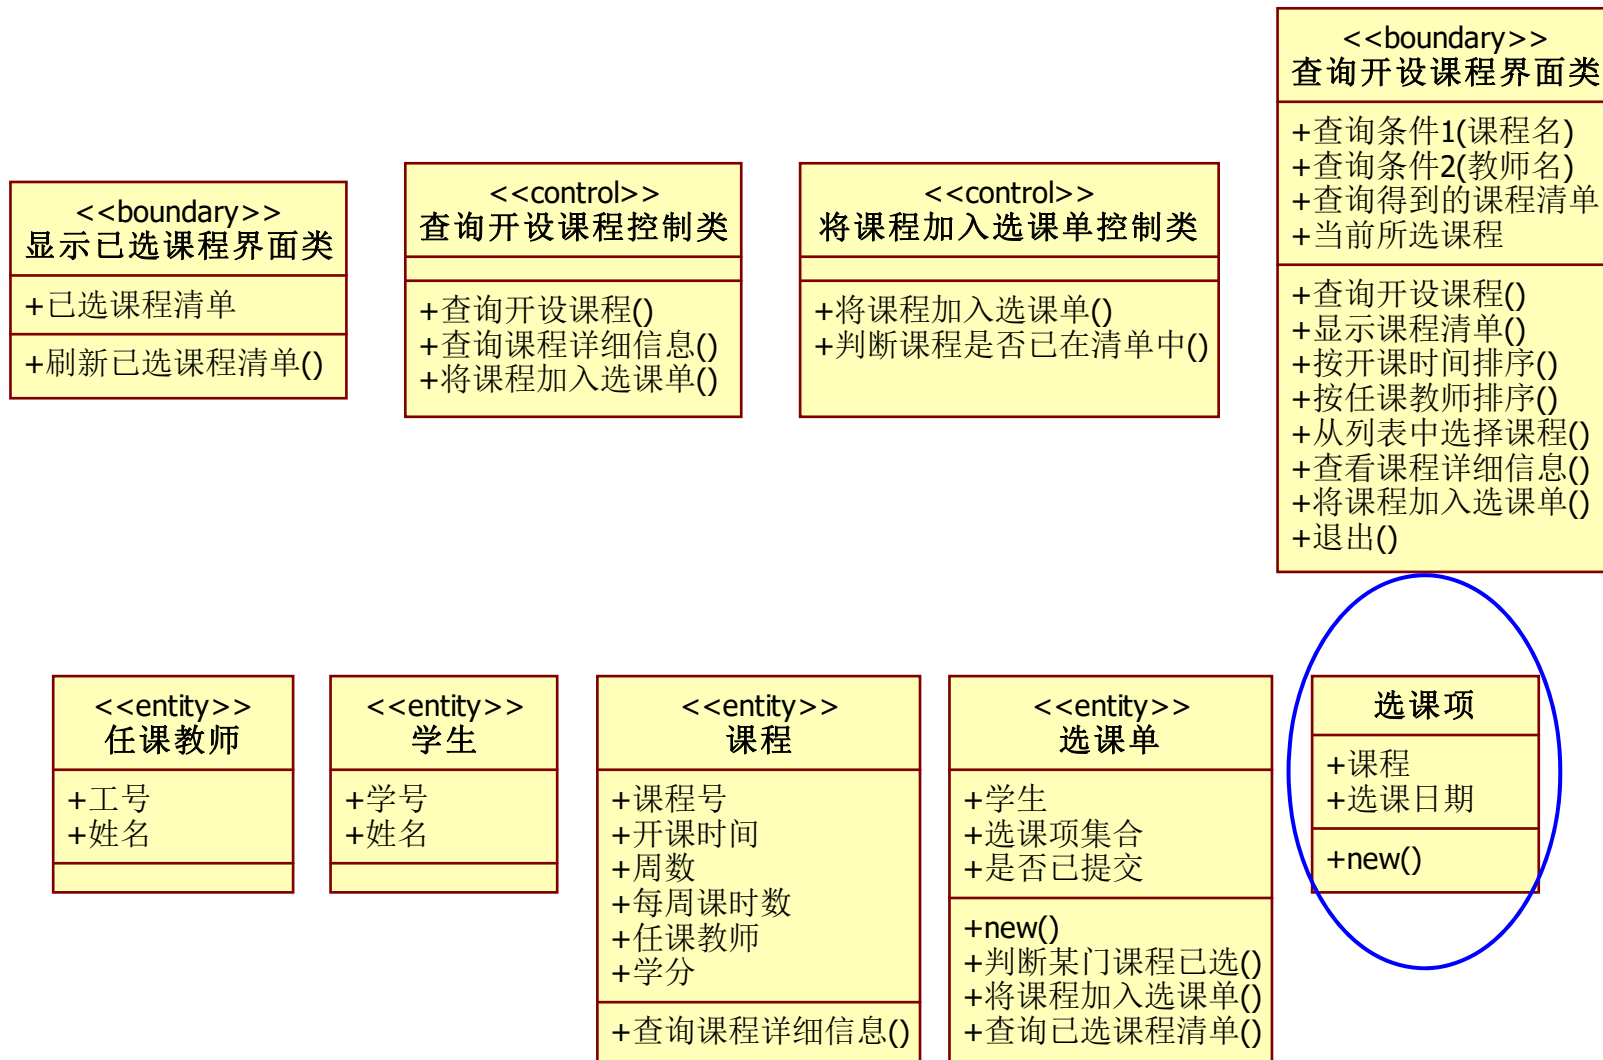 <<boundary>>
显示已选课程界面类
+已选课程清单
+刷新已选课程清单()
<<control>>
查询开设课程控制类
+查询开设课程()
+查询课程详细信息()
+将课程加入选课单()
<<control>>
将课程加入选课单控制类
+将课程加入选课单()
+判断课程是否已在清单中()
<<boundary>>
查询开设课程界面类
+查询条件1(课程名)
+查询条件2(教师名)
+查询得到的课程清单
+当前所选课程
+查询开设课程()
+显示课程清单()
+按开课时间排序()
+按任课教师排序()
+从列表中选择课程()
+查看课程详细信息()
+将课程加入选课单()
+退出()
<<entity>>
任课教师
+工号
+姓名
<<entity>>
学生
+学号
+姓名
<<entity>>
课程
+课程号
+开课时间
+周数
+每周课时数
+任课教师
+学分
+查询课程详细信息()
<<entity>>
选课单
+学生
+选课项集合
+是否已提交
+new()
+判断某门课程已选()
+将课程加入选课单()
+查询已选课程清单()
选课项
+课程
+选课日期
+new()